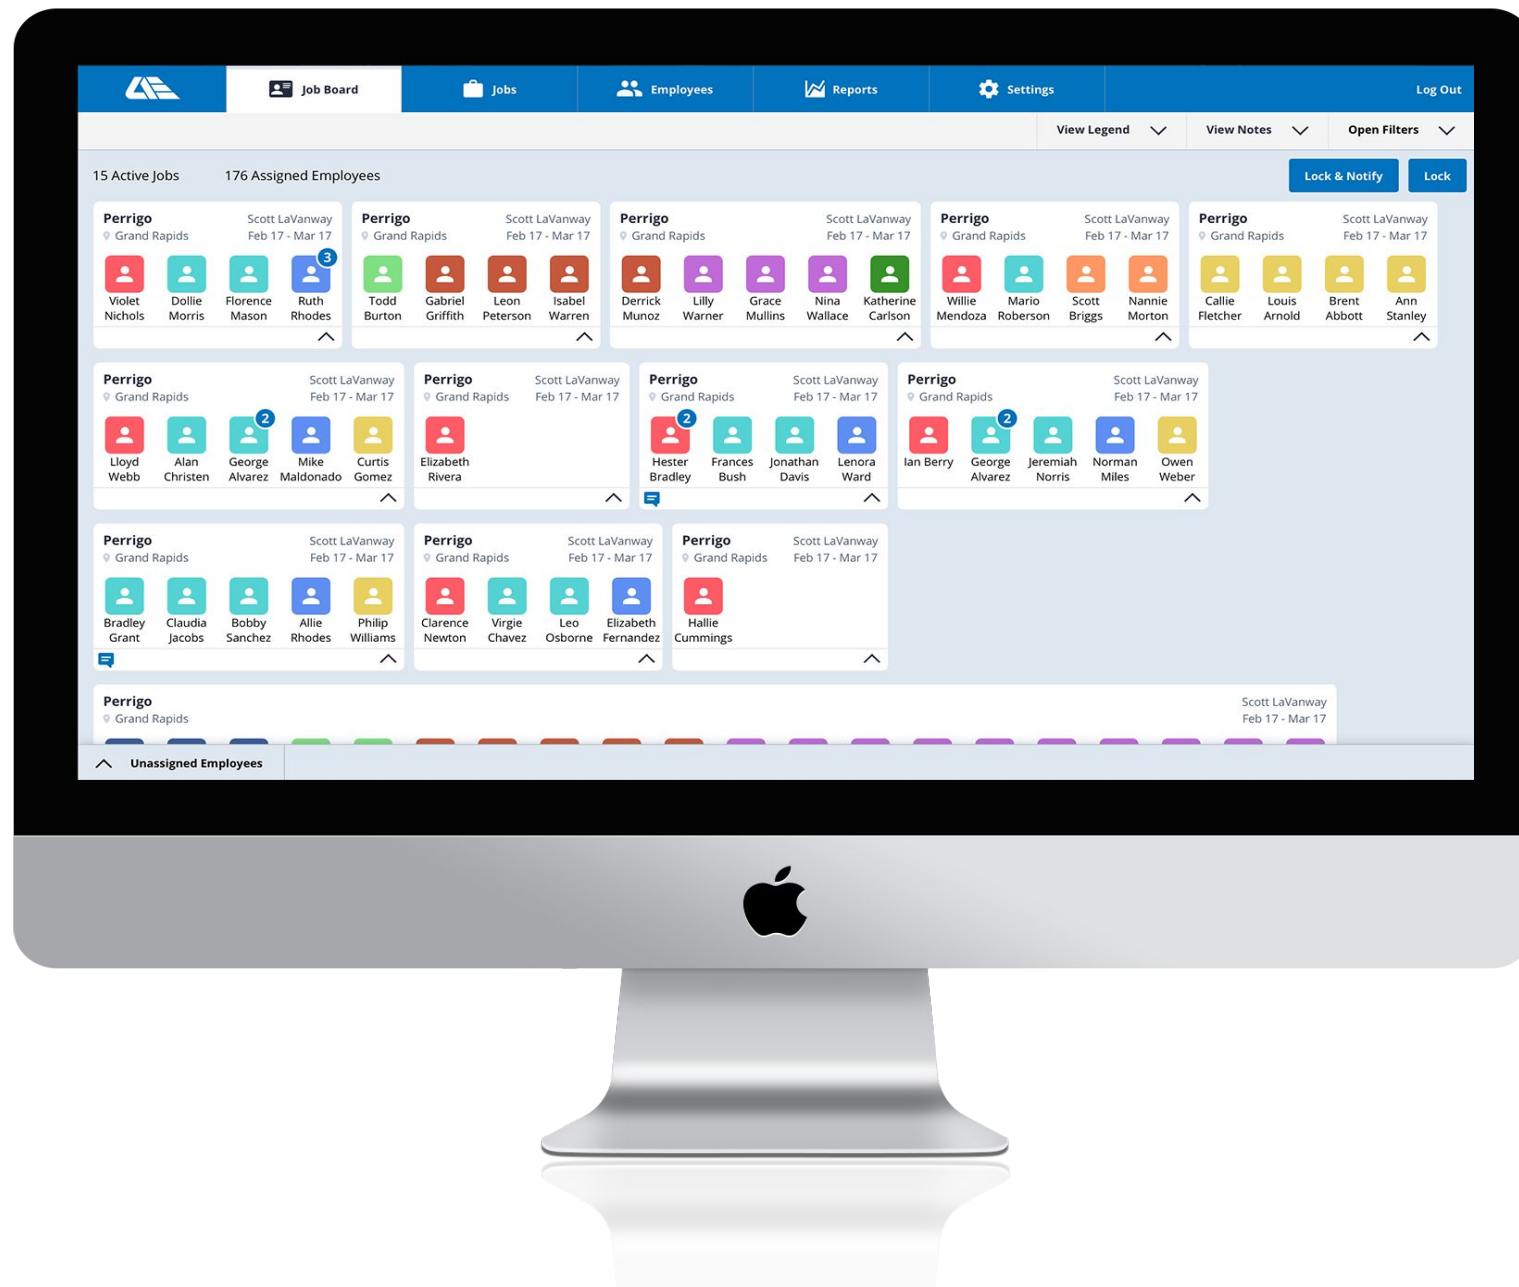 Job Board
Jobs
Employees
Reports
Settings
Log Out
View Legend
View Notes
Open Filters
15 Active Jobs
176 Assigned Employees
Lock & Notify
Lock
Perrigo
Scott LaVanway
Grand Rapids
Feb 17 - Mar 17
3
Violet
Nichols
Dollie
Morris
Florence
Mason
Ruth
Rhodes
Perrigo
Scott LaVanway
Grand Rapids
Feb 17 - Mar 17
Todd
Burton
Gabriel
Griffith
Leon
Peterson
Isabel
Warren
Perrigo
Scott LaVanway
Grand Rapids
Feb 17 - Mar 17
Derrick
Munoz
Lilly
Warner
Grace
Mullins
Nina
Wallace
Katherine
Carlson
Perrigo
Scott LaVanway
Grand Rapids
Feb 17 - Mar 17
Willie
Mendoza
Mario
Roberson
Scott
Briggs
Nannie
Morton
Perrigo
Scott LaVanway
Grand Rapids
Feb 17 - Mar 17
Callie
Fletcher
Louis
Arnold
Brent
Abbott
Ann
Stanley
Perrigo
Scott LaVanway
Grand Rapids
Feb 17 - Mar 17
2
Lloyd
Webb
Alan
Christen
George
Alvarez
Mike
Maldonado
Curtis
Gomez
Perrigo
Scott LaVanway
Grand Rapids
Feb 17 - Mar 17
Elizabeth
Rivera
Perrigo
Scott LaVanway
Grand Rapids
Feb 17 - Mar 17
2
Hester
Bradley
Frances
Bush
Jonathan
Davis
Lenora
Ward
Perrigo
Scott LaVanway
Grand Rapids
Feb 17 - Mar 17
2
Ian Berry
George
Alvarez
Jeremiah
Norris
Norman
Miles
Owen
Weber
Perrigo
Scott LaVanway
Grand Rapids
Feb 17 - Mar 17
Bradley
Grant
Claudia
Jacobs
Bobby
Sanchez
Allie
Rhodes
Philip
Williams
Perrigo
Scott LaVanway
Grand Rapids
Feb 17 - Mar 17
Clarence
Newton
Virgie
Chavez
Leo
Osborne
Elizabeth
Fernandez
Perrigo
Scott LaVanway
Grand Rapids
Feb 17 - Mar 17
Hallie
Cummings
Perrigo
Scott LaVanway
Grand Rapids
Feb 17 - Mar 17
Unassigned Employees